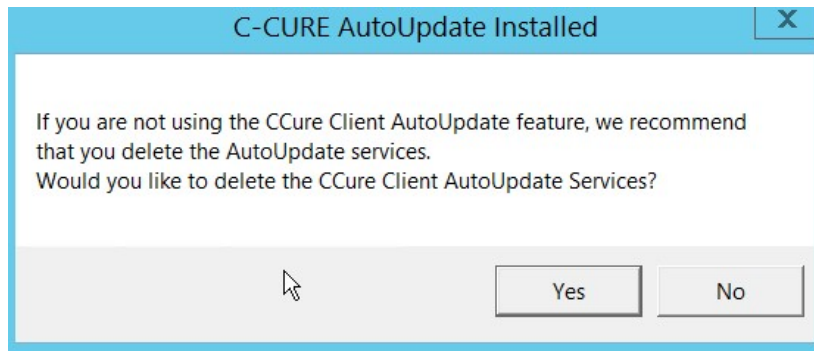 C-CURE AutoUpdate Installed
X
If you are not using the CCure Client AutoUpdate feature, we recommend
that you delete the AutoUpdate services.
Would you like to delete the CCure Client AutoUpdate Services?
Yes No